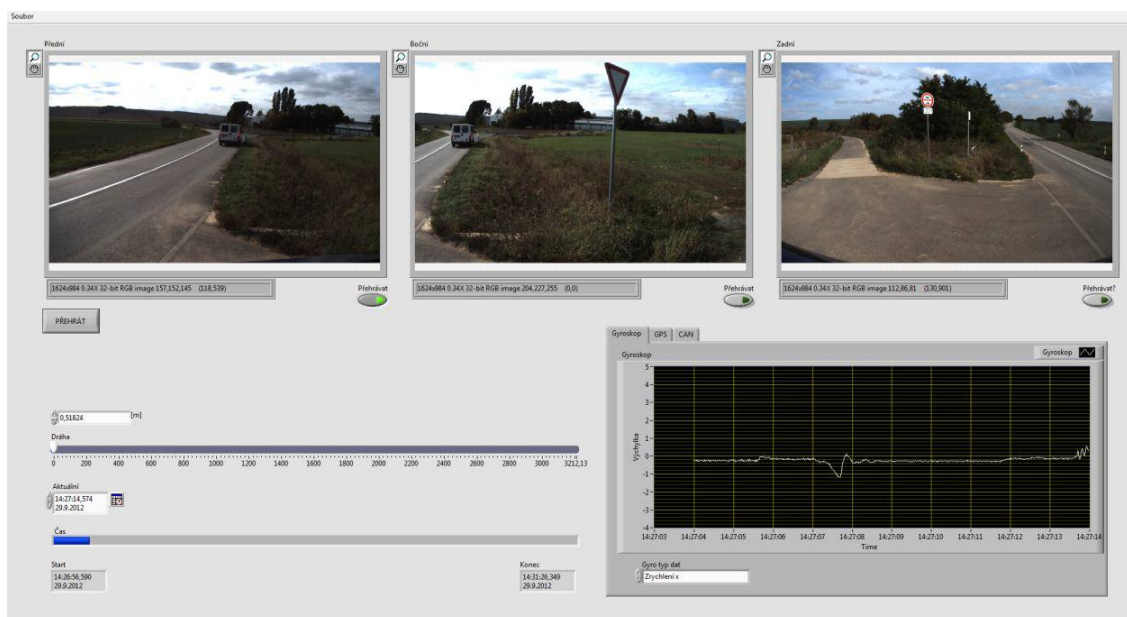 Soubor
Přední
Boční
Zadní
1624x984 0.34X 32-bit RGB image 157,152,145 (118,539)
Přehrávat
1624x984 0.34X 32-bit RGB image 204,227,255 (0,0)
Přehrávat
1624x984 0.34X 32-bit RGB image 112,86,81 (130,901)
Přehrávat?
PŘEHRÁT
0,51824 [m]
Dráha
0 200 400 600 800 1000 1200 1400 1600 1800 2000 2200 2400 2600 2800 3000 3212,13
Aktuální
14:27:14,574
29.9.2012
Čas
Start
14:26:56,590
29.9.2012
Konec
14:31:26,349
29.9.2012
Gyroskop GPS CAN
Gyroskop
Gyroskop
5
4
3
2
1
0
-1
-2
-3
-4
Výchylka
14:27:03 14:27:04 14:27:05 14:27:06 14:27:07 14:27:08 14:27:09 14:27:10 14:27:11 14:27:12 14:27:13 14:27:14
Time
Gyro typ dat
Zrychlení x